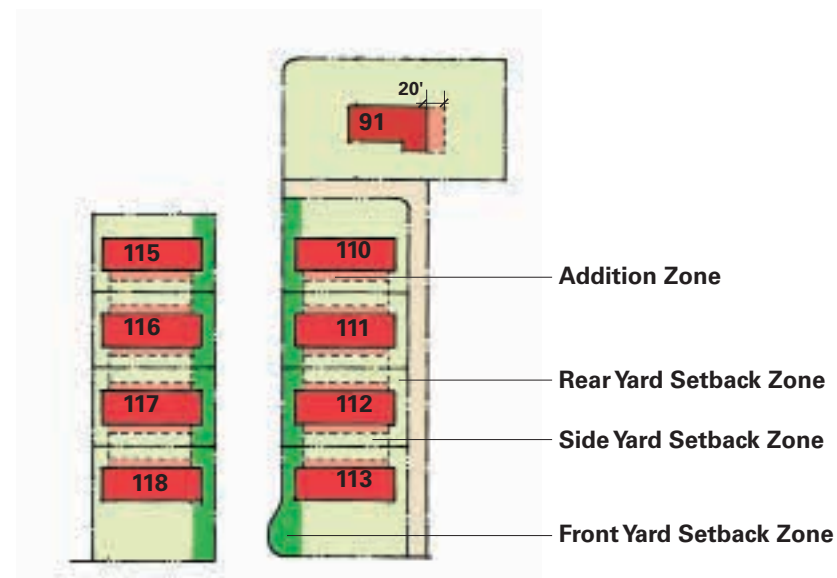 20'
91
115
110
Addition Zone
116
111
Rear Yard Setback Zone
117
112
Side Yard Setback Zone
118
113
Front Yard Setback Zone